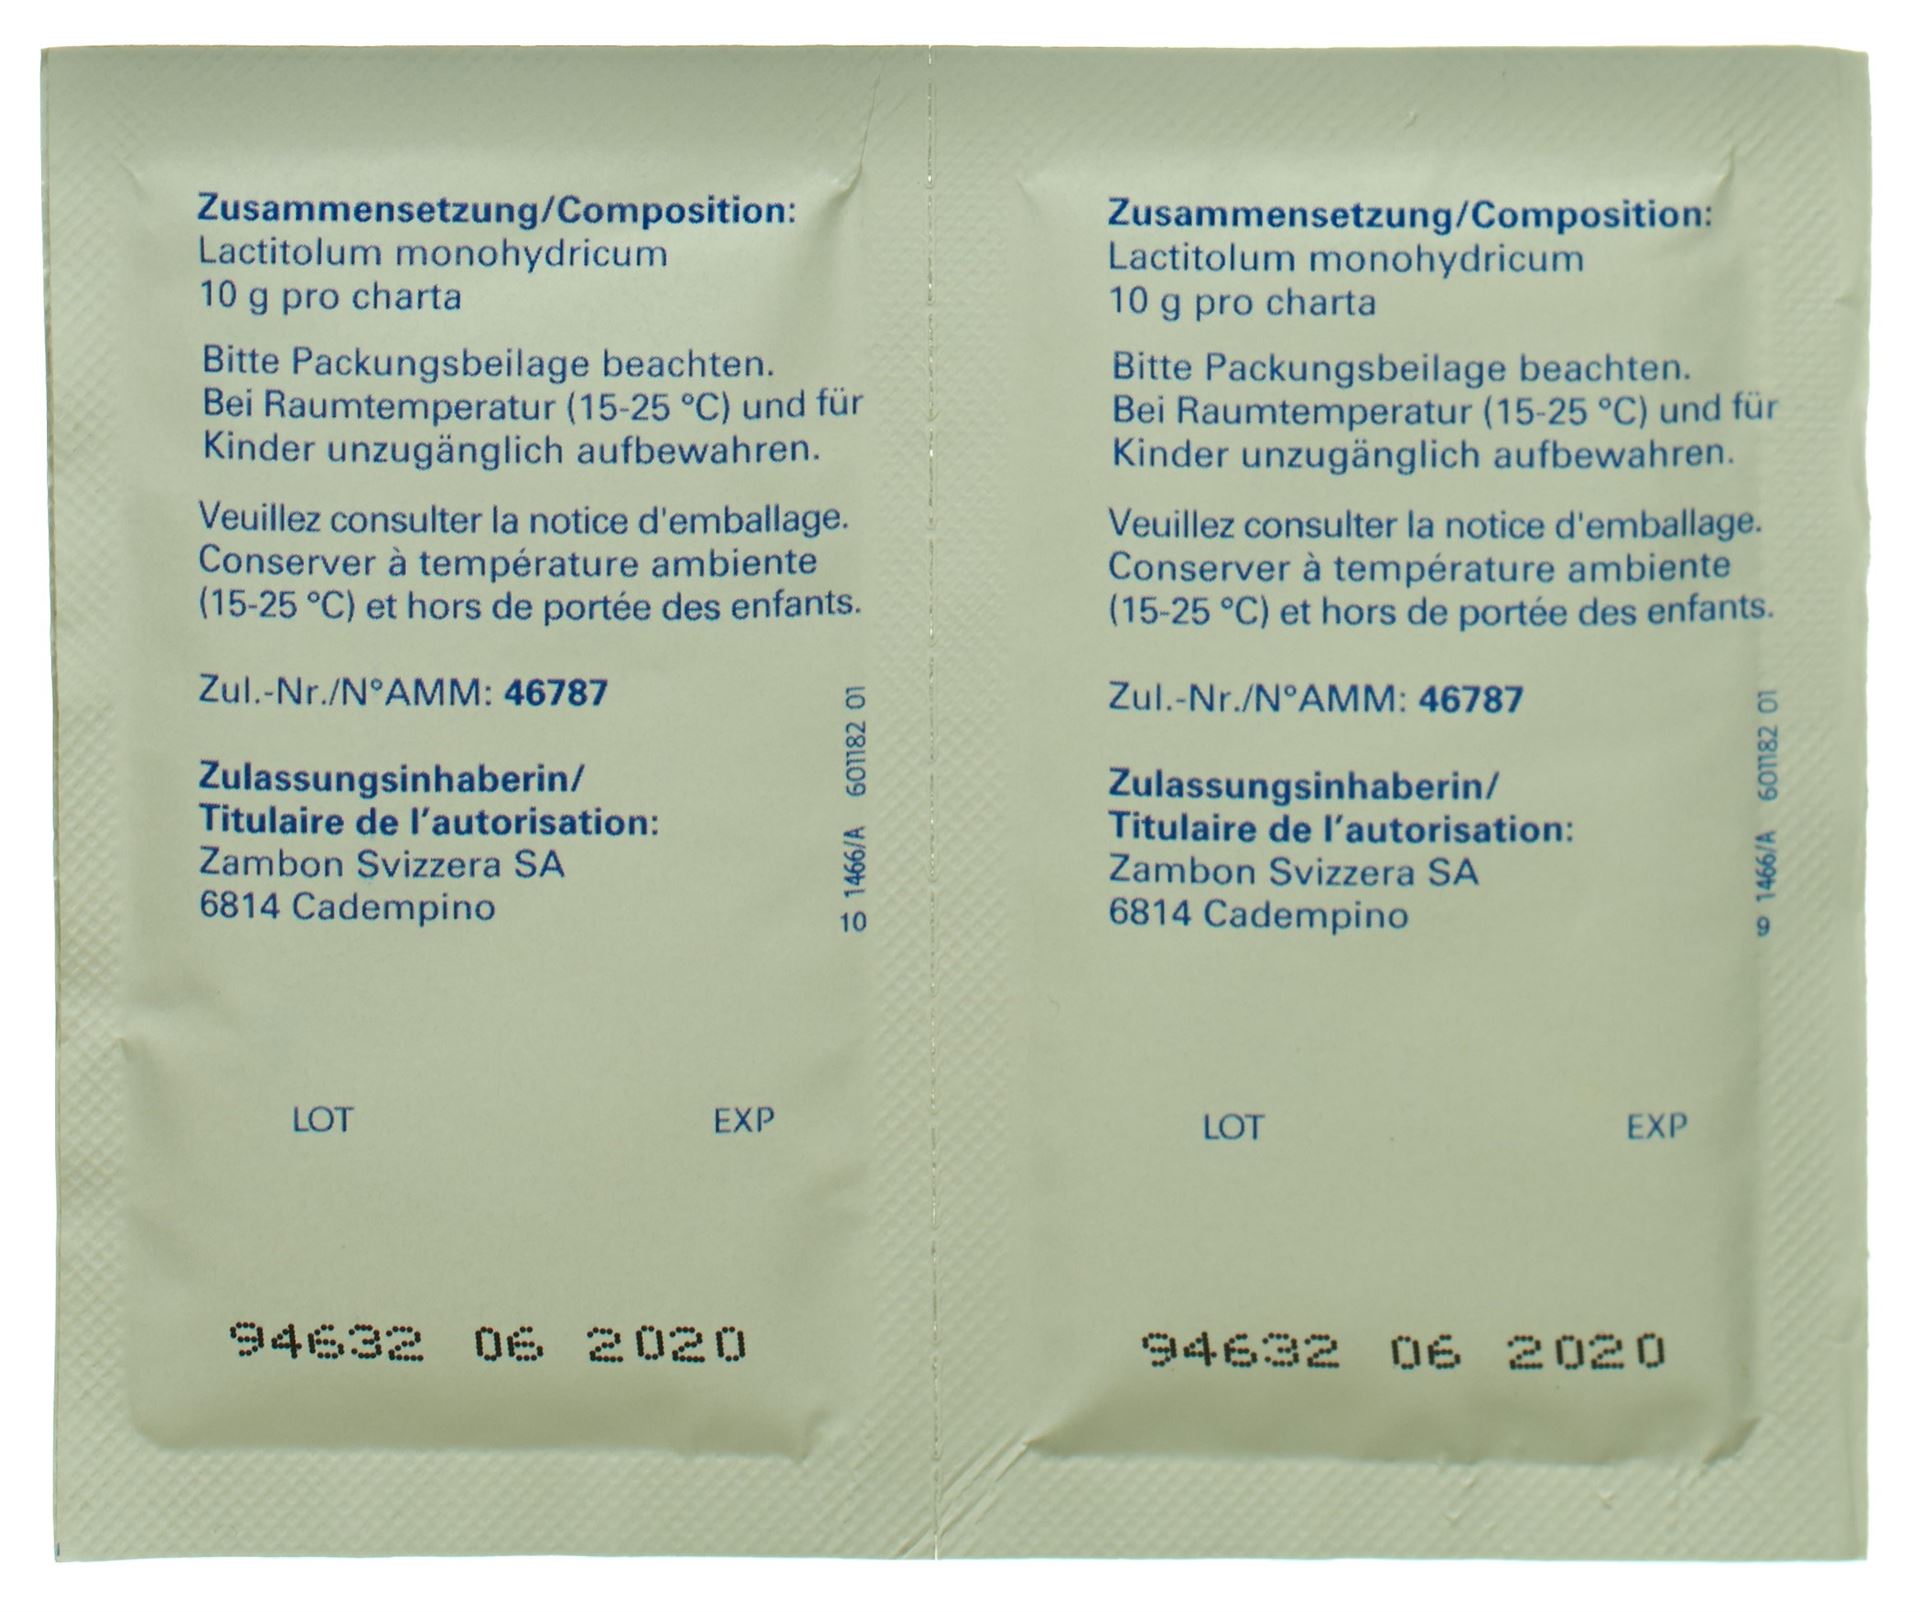 Zusammensetzung/Composition:
Lactitolum monohydricum
10 g pro charta
Bitte Packungsbeilage beachten.
Bei Raumtemperatur (15-25 °C) und für
Kinder unzugänglich aufbewahren.
Veuillez consulter la notice d'emballage.
Conserver à température ambiente
(15-25 °C) et hors de portée des enfants.
Zul.-Nr./N°AMM: 46787
Zulassungsinhaberin/
Titulaire de l'autorisation:
Zambon Svizzera SA
6814 Cadempino
10 1466/A 601182 01
LOT EXP
94632 06 2020
Zusammensetzung/Composition:
Lactitolum monohydricum
10 g pro charta
Bitte Packungsbeilage beachten.
Bei Raumtemperatur (15-25 °C) und für
Kinder unzugänglich aufbewahren.
Veuillez consulter la notice d'emballage.
Conserver à température ambiente
(15-25 °C) et hors de portée des enfants.
Zul.-Nr./N°AMM: 46787
Zulassungsinhaberin/
Titulaire de l'autorisation:
Zambon Svizzera SA
6814 Cadempino
9 1466/A 601182 01
LOT EXP
94632 06 2020